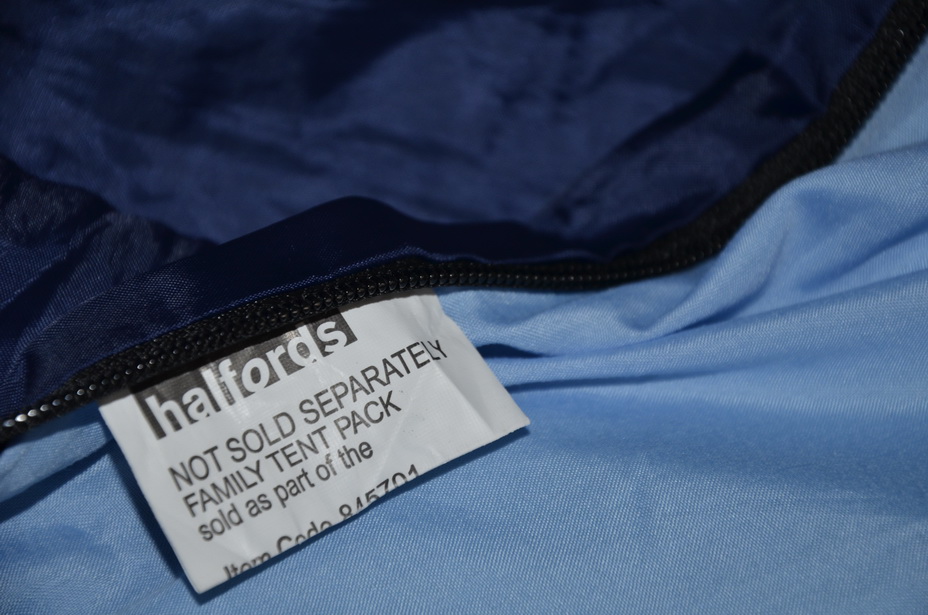 halfords
NOT SOLD SEPARATELY
FAMILY TENT PACK
sold as part of the
Item Code 845701